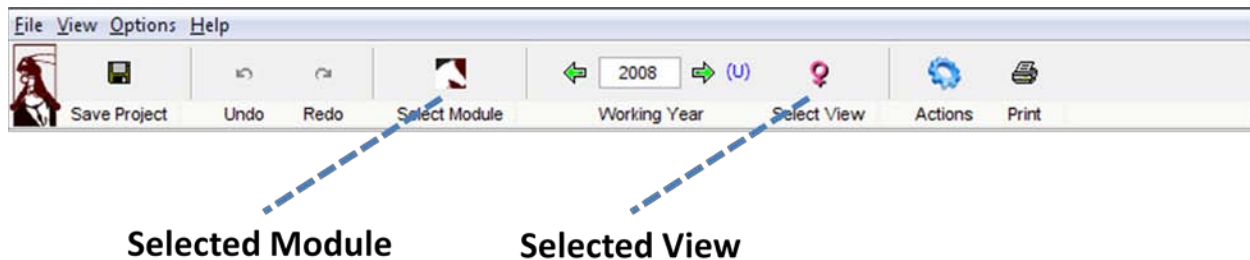 File View Options Help
2008 (U)
Save Project Undo Redo Select Module Working Year Select View Actions Print
Selected Module Selected View